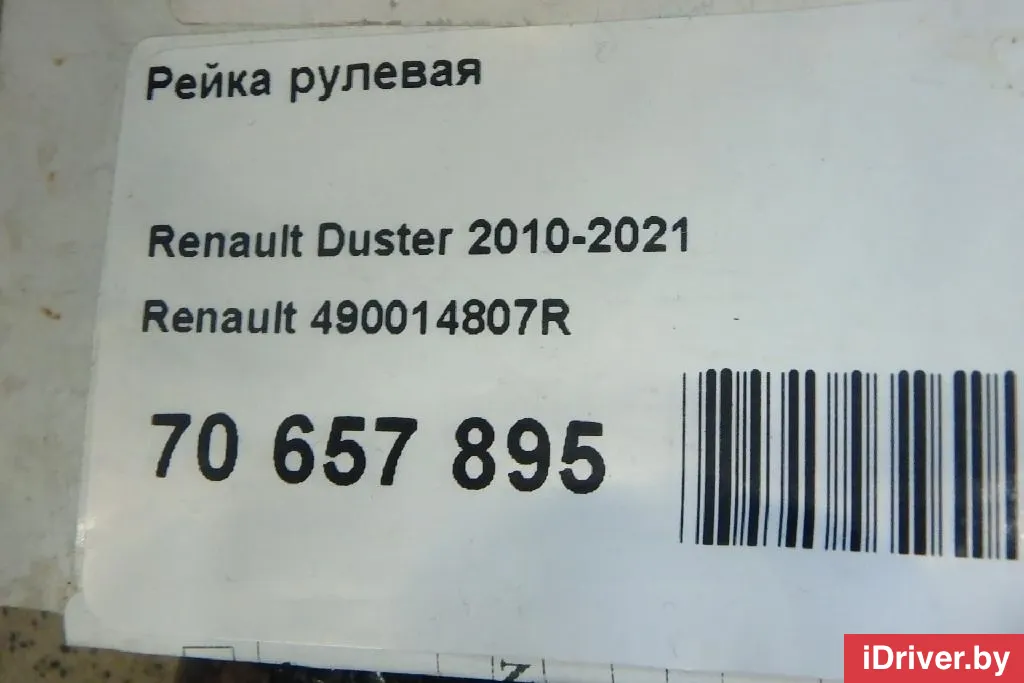 Рейка рулевая
Renault Duster 2010-2021
Renault 490014807R
70 657 895
iDriver.by